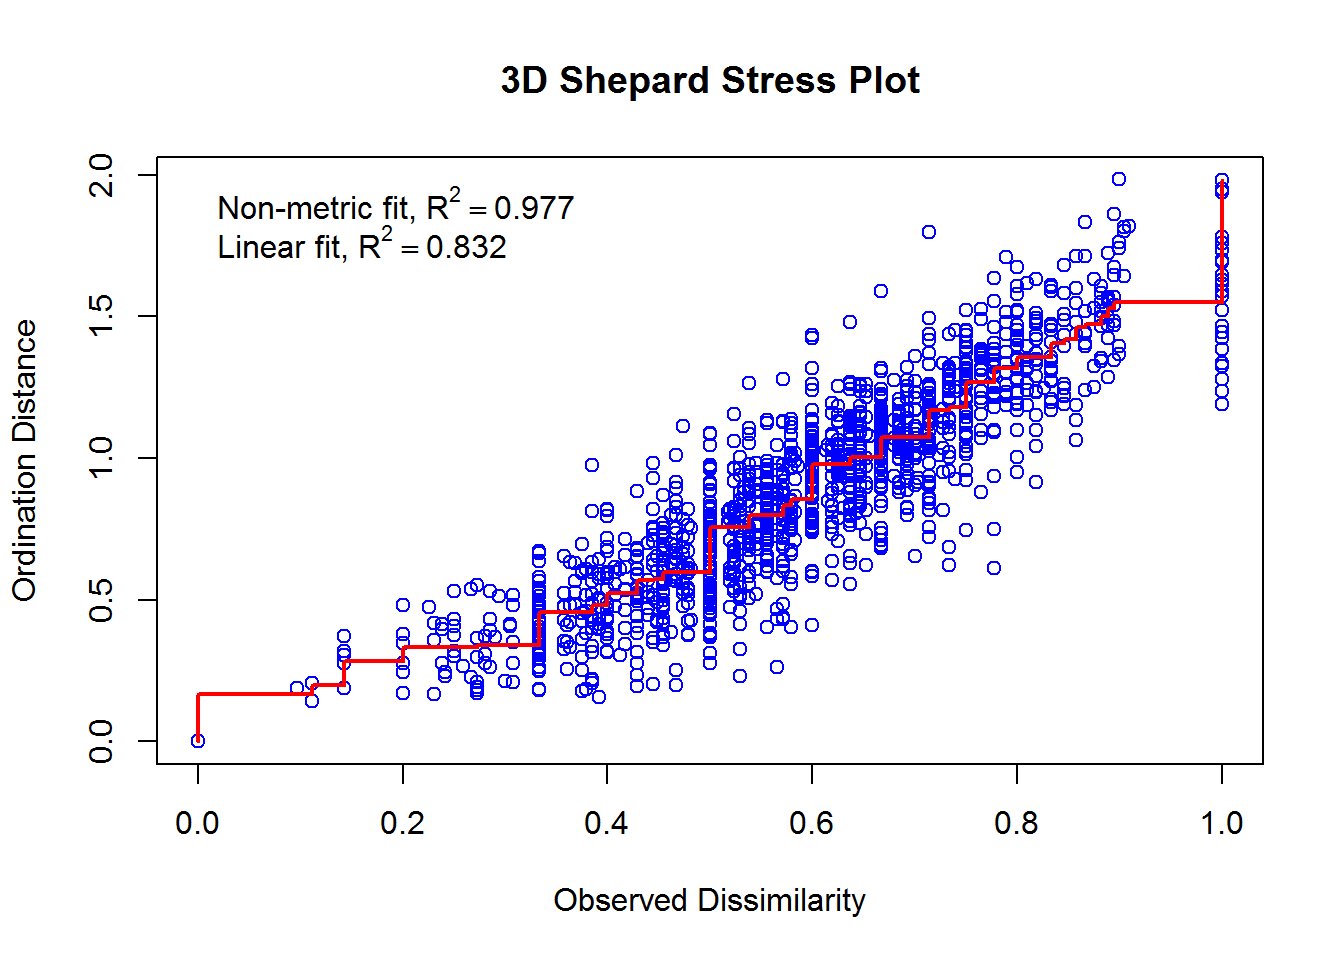 3D Shepard Stress Plot
Non-metric fit, R² = 0.977
Linear fit, R² = 0.832
Ordination Distance
2.0
1.5
1.0
0.5
0.0
0.0 0.2 0.4 0.6 0.8 1.0
Observed Dissimilarity